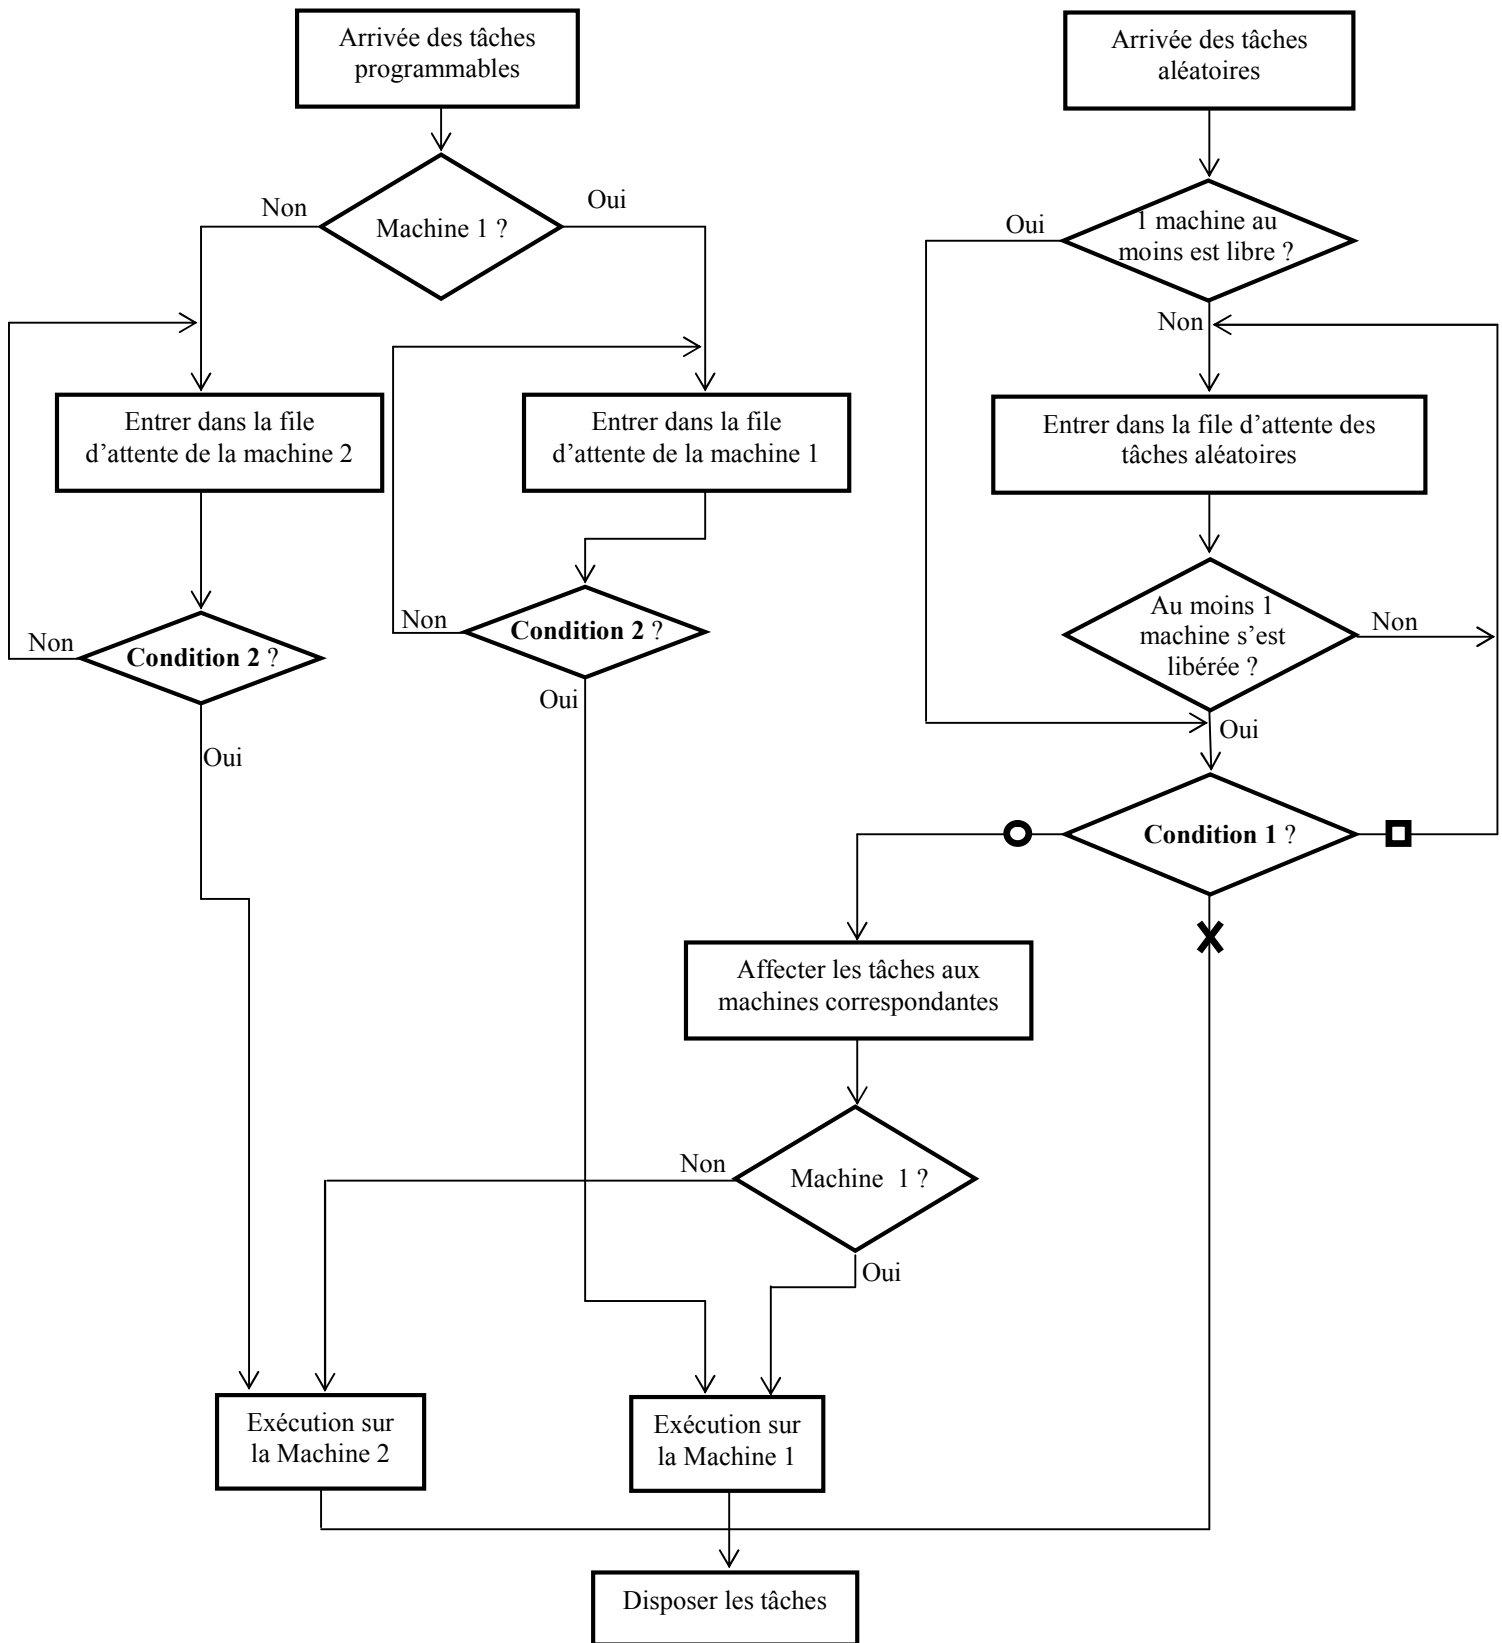 Arrivée des tâches
programmables
Arrivée des tâches
aléatoires
Non
Machine 1 ?
Oui
Oui
1 machine au
moins est libre ?
Non
Entrer dans la file
d’attente de la machine 2
Entrer dans la file
d’attente de la machine 1
Entrer dans la file d’attente des
tâches aléatoires
Au moins 1
machine s’est
libérée ?
Non
Non
Condition 2 ?
Non
Condition 2 ?
Oui
Oui
Oui
Condition 1 ?
Affecter les tâches aux
machines correspondantes
Non
Machine 1 ?
Oui
Exécution sur
la Machine 2
Exécution sur
la Machine 1
Disposer les tâches